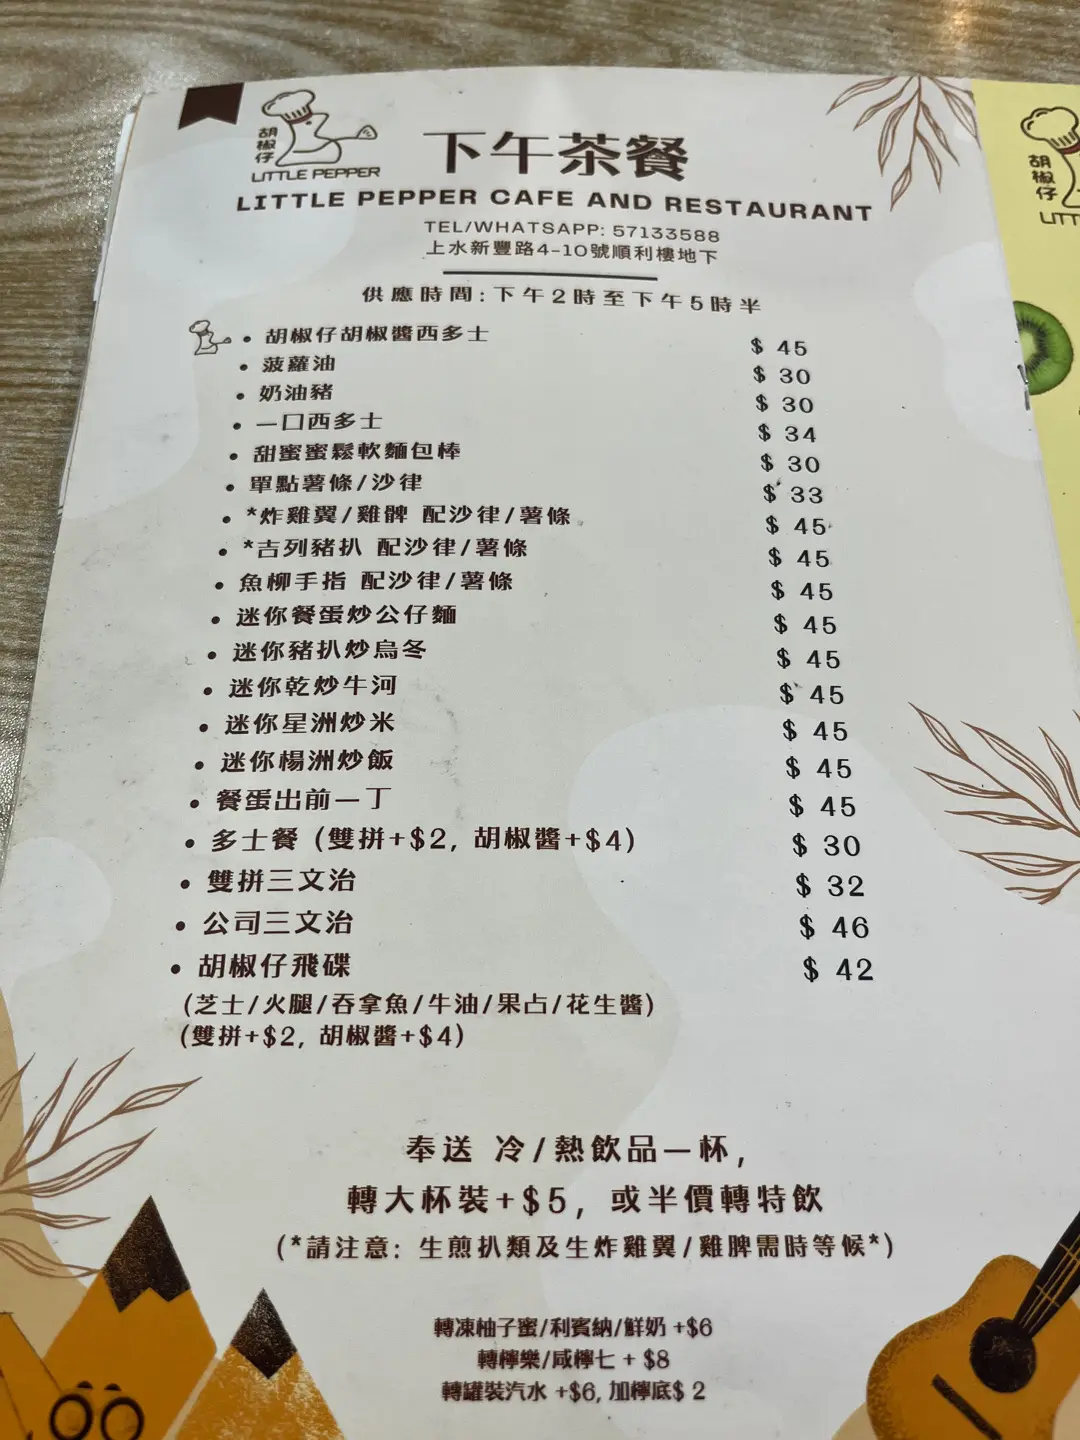 胡椒仔
LITTLE PEPPER
下午茶餐
LITTLE PEPPER CAFE AND RESTAURANT
TEL/WHATSAPP: 57133588
上水新豐路4-10號順利樓地下
供應時間:下午2時至下午5時半
• 胡椒仔胡椒醬西多士 $ 45
• 菠蘿油 $ 30
• 奶油豬 $ 30
• 一口西多士 $ 34
• 甜蜜蜜鬆軟麵包棒 $ 30
• 單點薯條/沙律 $ 33
• *炸雞翼/雞髀 配沙律/薯條 $ 45
• *吉列豬扒 配沙律/薯條 $ 45
• 魚柳手指 配沙律/薯條 $ 45
• 迷你餐蛋炒公仔麵 $ 45
• 迷你豬扒炒烏冬 $ 45
• 迷你乾炒牛河 $ 45
• 迷你星洲炒米 $ 45
• 迷你楊洲炒飯 $ 45
• 餐蛋出前一丁 $ 45
• 多士餐 (雙拼+$2, 胡椒醬+$4) $ 30
• 雙拼三文治 $ 32
• 公司三文治 $ 46
• 胡椒仔飛碟 $ 42
(芝士/火腿/吞拿魚/牛油/果占/花生醬)
(雙拼+$2, 胡椒醬+$4)
奉送 冷/熱飲品一杯,
轉大杯裝+$5, 或半價轉特飲
(*請注意: 生煎扒類及生炸雞翼/雞脾需時等候*)
轉凍柚子蜜/利賓納/鮮奶 +$6
轉檸樂/咸檸七 + $8
轉罐裝汽水 +$6, 加檸底$ 2
胡椒仔